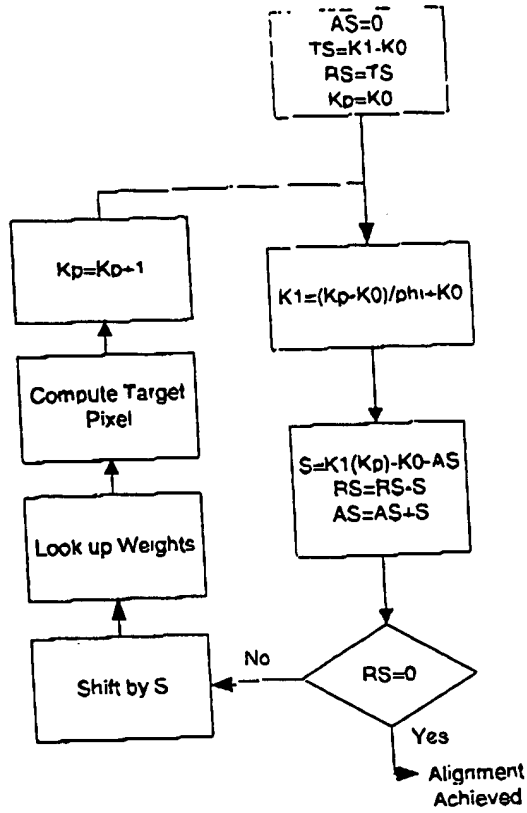 AS=0
TS=K1-K0
RS=TS
Kp=K0
K1=(Kp-K0)/phi+K0
S=K1(Kp)-K0-AS
RS=RS-S
AS=AS+S
RS=0
No
Yes
Alignment
Achieved
Shift by S
Look up Weights
Compute Target
Pixel
Kp=Kp+1